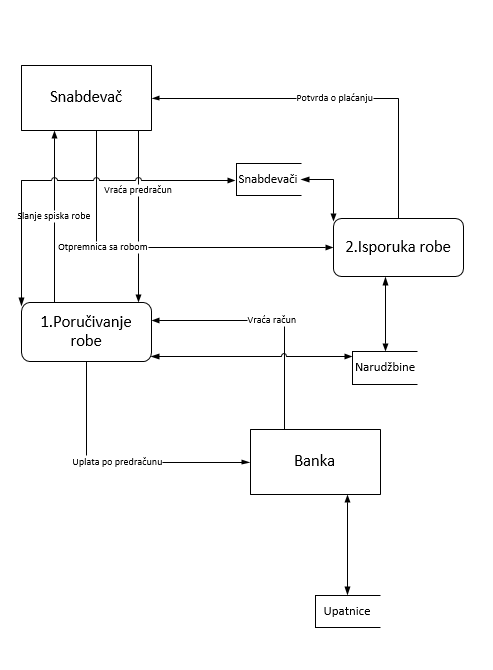 Snabdevač
Potvrda o plaćanju
Snabdevači
Vraća predračun
Slanje spiska robe
Otpremnica sa robom
2.Isporuka robe
1.Poručivanje
robe
Vraća račun
Narudžbine
Uplata po predračunu
Banka
Upatnice